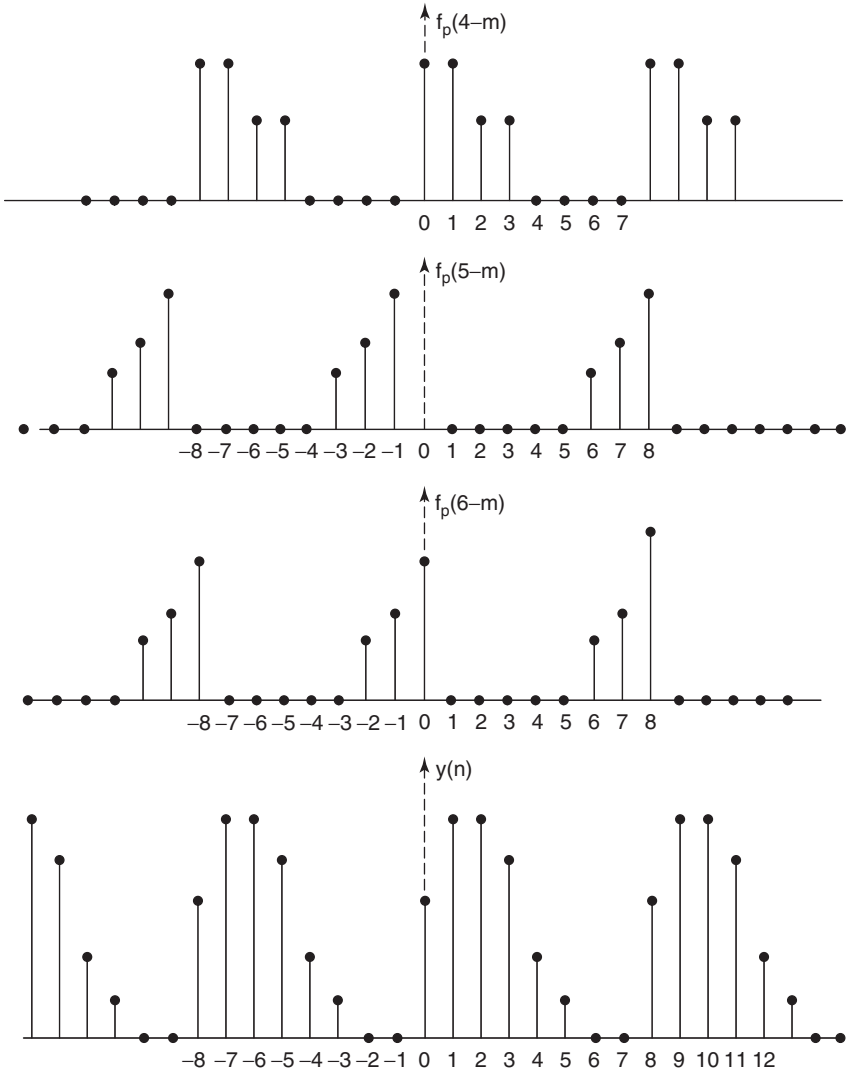 fp(4–m)
0 1 2 3 4 5 6 7
fp(5–m)
–8 –7 –6 –5 –4 –3 –2 –1 0 1 2 3 4 5 6 7 8
fp(6–m)
–8 –7 –6 –5 –4 –3 –2 –1 0 1 2 3 4 5 6 7 8
y(n)
–8 –7 –6 –5 –4 –3 –2 –1 0 1 2 3 4 5 6 7 8 9 10 11 12